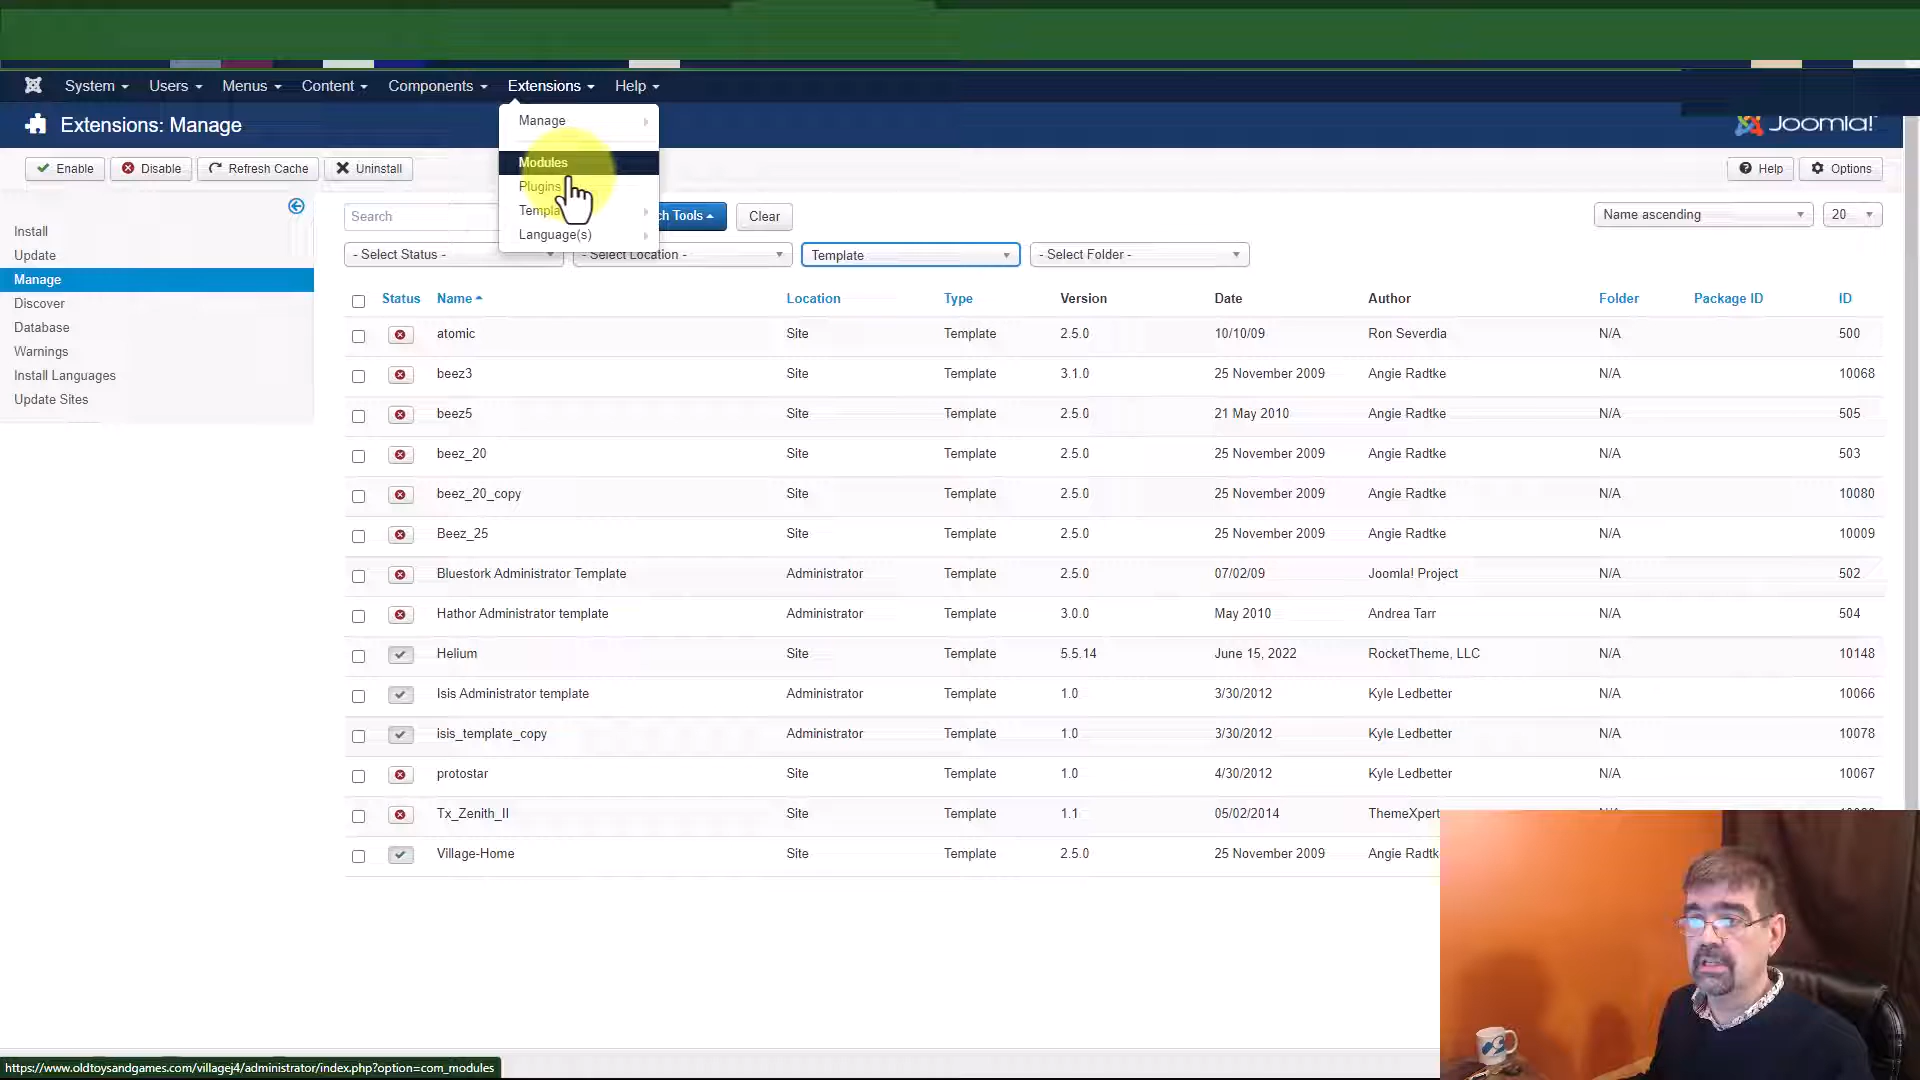 System Users Menus Content Components Extensions Help
Extensions: Manage
Joomla!
Manage
Modules
Plugins
Language(s)
Enable Disable Refresh Cache Uninstall Help Options
Search Tools Clear Name ascending 20
- Select Status - - Select Location - Template - Select Folder -
Install
Update
Manage
Discover
Database
Warnings
Install Languages
Update Sites
Status Name Location Type Version Date Author Folder Package ID ID
atomic Site Template 2.5.0 10/10/09 Ron Severdia N/A 500
beez3 Site Template 3.1.0 25 November 2009 Angie Radtke N/A 10068
beez5 Site Template 2.5.0 21 May 2010 Angie Radtke N/A 505
beez_20 Site Template 2.5.0 25 November 2009 Angie Radtke N/A 503
beez_20_copy Site Template 2.5.0 25 November 2009 Angie Radtke N/A 10080
Beez_25 Site Template 2.5.0 25 November 2009 Angie Radtke N/A 10009
Bluestork Administrator Template Administrator Template 2.5.0 07/02/09 Joomla! Project N/A 502
Hathor Administrator template Administrator Template 3.0.0 May 2010 Andrea Tarr N/A 504
Helium Site Template 5.5.14 June 15, 2022 RocketTheme, LLC N/A 10148
Isis Administrator template Administrator Template 1.0 3/30/2012 Kyle Ledbetter N/A 10066
isis_template_copy Administrator Template 1.0 3/30/2012 Kyle Ledbetter N/A 10078
protostar Site Template 1.0 4/30/2012 Kyle Ledbetter N/A 10067
Tx_Zenith_II Site Template 1.1 05/02/2014 ThemeXpert
Village-Home Site Template 2.5.0 25 November 2009 Angie Radtk
https://www.oldtoysandgames.com/villagej4/administrator/index.php?option=com_modules